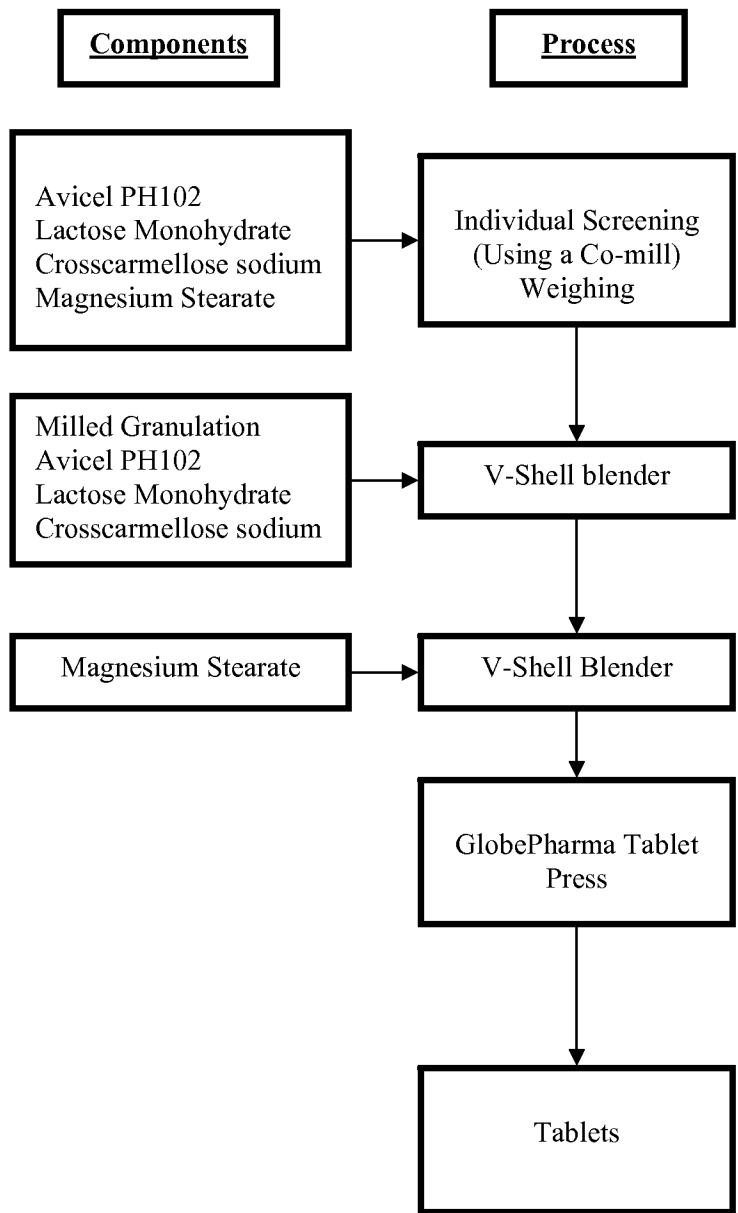 Components
Process
Avicel PH102
Lactose Monohydrate
Crosscarmellose sodium
Magnesium Stearate
Individual Screening
(Using a Co-mill)
Weighing
Milled Granulation
Avicel PH102
Lactose Monohydrate
Crosscarmellose sodium
V-Shell blender
Magnesium Stearate
V-Shell Blender
GlobePharma Tablet
Press
Tablets